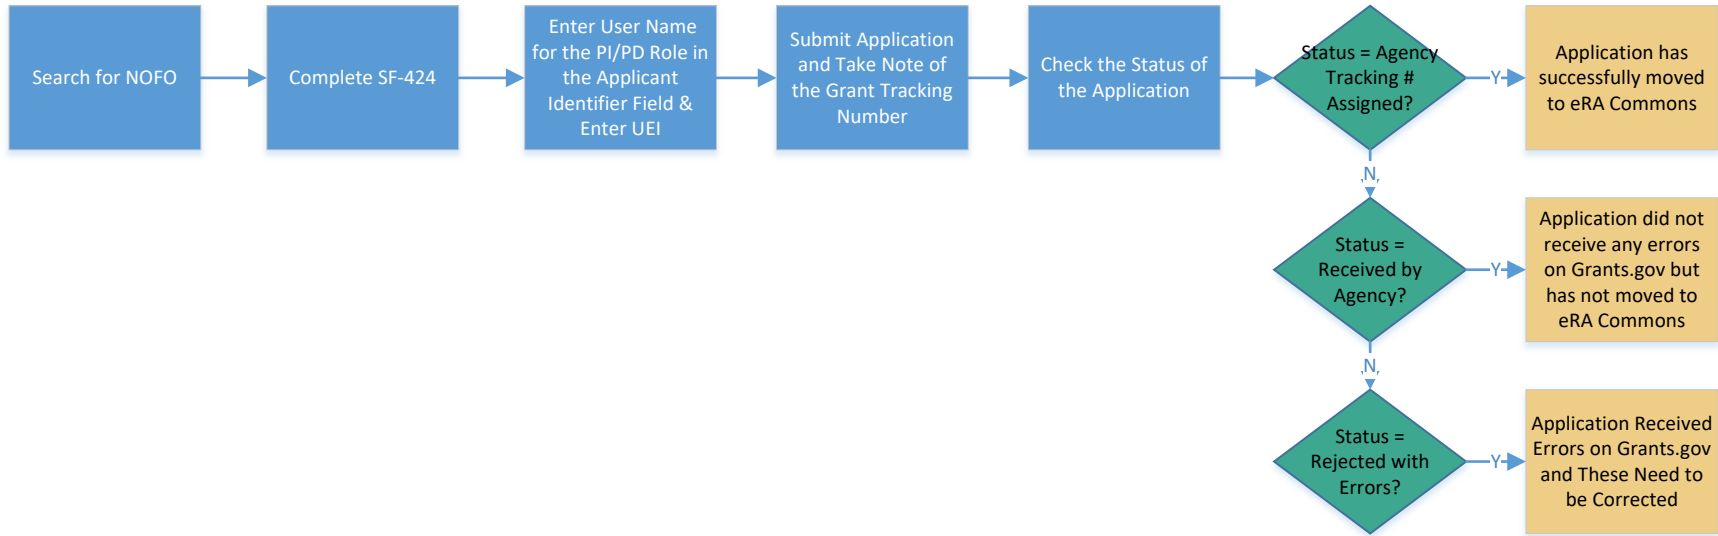 Search for NOFO
Complete SF-424
Enter User Name
for the PI/PD Role in
the Applicant
Identifier Field &
Enter UEI
Submit Application
and Take Note of
the Grant Tracking
Number
Check the Status of
the Application
Status = Agency
Tracking #
Assigned?
Y
Application has
successfully moved
to eRA Commons
N
Status =
Received by
Agency?
Y
Application did not
receive any errors
on Grants.gov but
has not moved to
eRA Commons
N
Status =
Rejected with
Errors?
Y
Application Received
Errors on Grants.gov
and These Need to
be Corrected